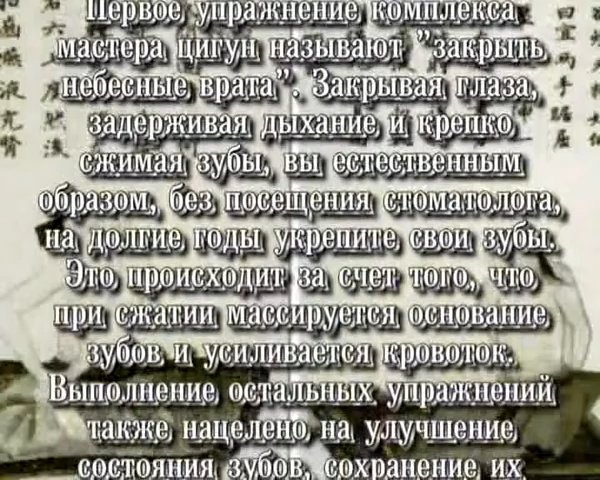 Первое упражнение комплекса
мастера цигун называют "закрыть
небесные врата". Закрывая глаза,
задерживая дыхание и крепко
сжимая зубы, вы естественным
образом, без посещения стоматолога,
на долгие годы укрепите свои зубы.
Это происходит за счет того, что
при сжатии массируется основание
зубов и усиливается кровоток.
Выполнение остальных упражнений
также нацелено на улучшение
состояния зубов, сохранение их